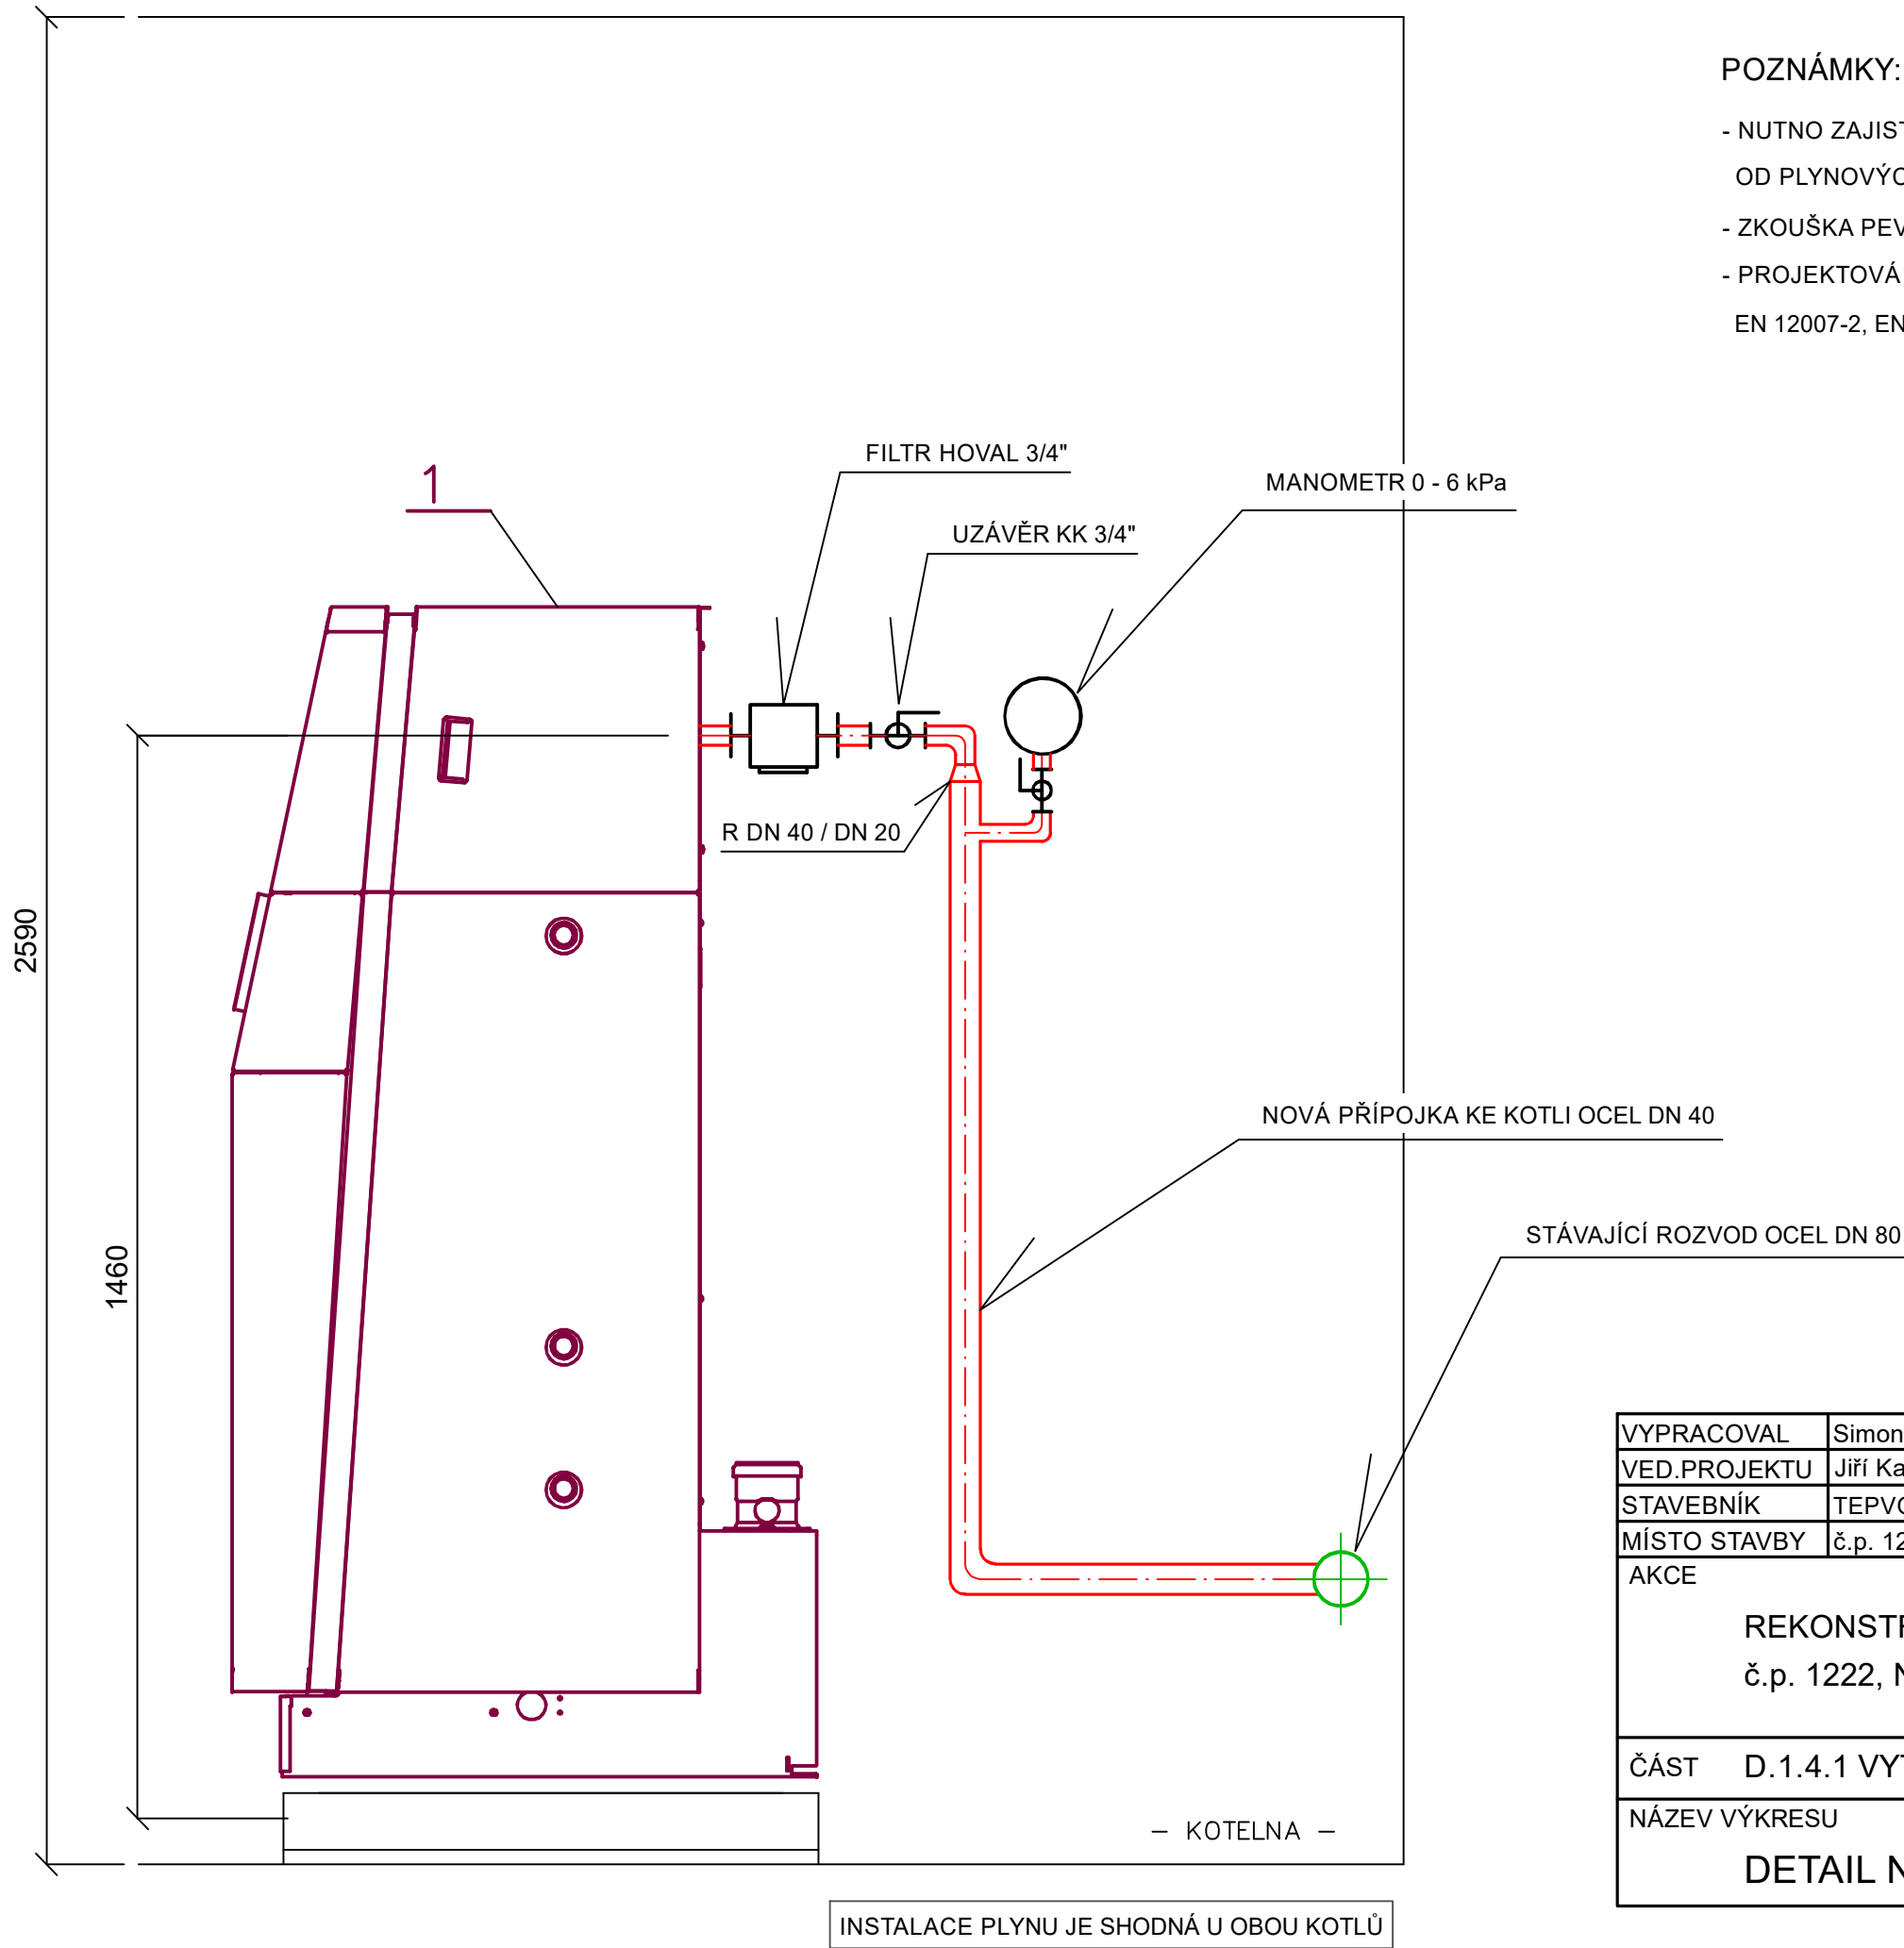 POZNÁMKY:
- NUTNO ZAJIS
OD PLYNOVÝC
- ZKOUŠKA PEV
- PROJEKTOVÁ
EN 12007-2, EN
FILTR HOVAL 3/4"
MANOMETR 0 - 6 kPa
1
UZÁVĚR KK 3/4"
R DN 40 / DN 20
2590
NOVÁ PŘÍPOJKA KE KOTLI OCEL DN 40
STÁVAJÍCÍ ROZVOD OCEL DN 80
1460
VYPRACOVAL Simon
VED.PROJEKTU Jiří Ka
STAVEBNÍK TEPVO
MÍSTO STAVBY č.p. 12
AKCE
REKONSTR
č.p. 1222, N
ČÁST D.1.4.1 VYT
NÁZEV VÝKRESU
DETAIL N
– KOTELNA –
INSTALACE PLYNU JE SHODNÁ U OBOU KOTLŮ